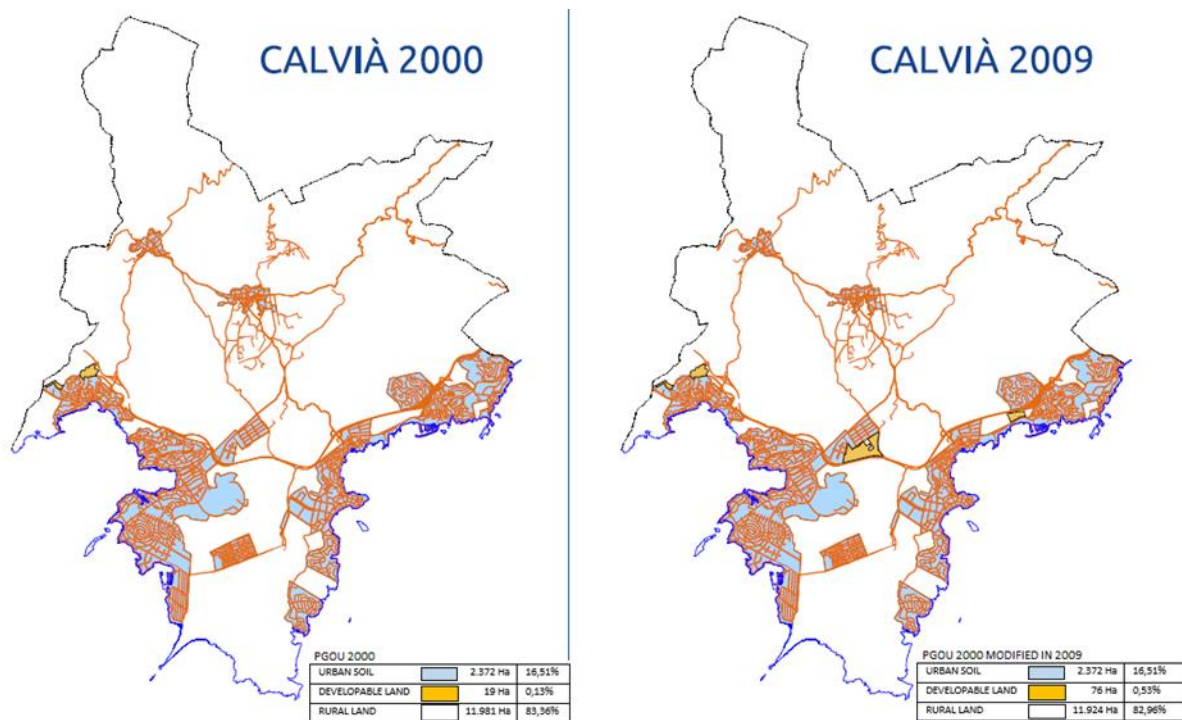 CALVIÀ 2000
PGOU 2000
URBAN SOIL 2.372 Ha 16,51%
DEVELOPABLE LAND 19 Ha 0,13%
RURAL LAND 11.981 Ha 83,36%
CALVIÀ 2009
PGOU 2000 MODIFIED IN 2009
URBAN SOIL 2.372 Ha 16,51%
DEVELOPABLE LAND 76 Ha 0,53%
RURAL LAND 11.924 Ha 82,96%